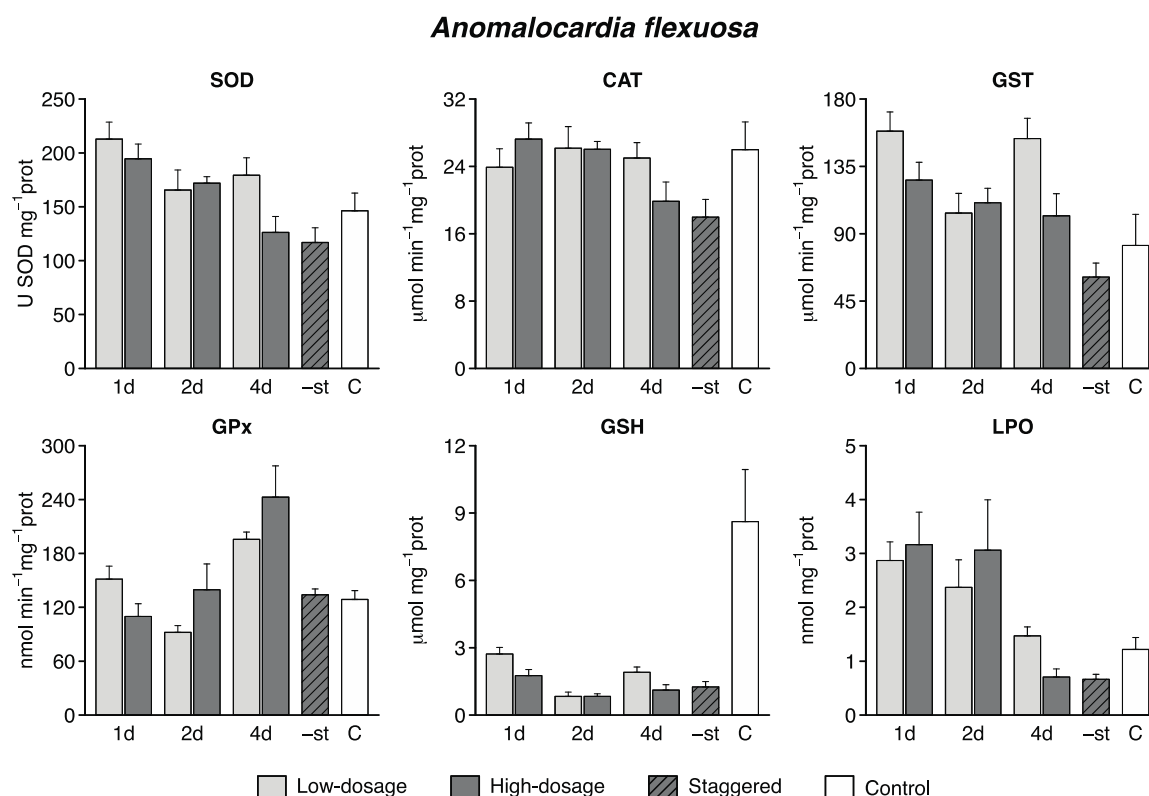 Anomalocardia flexuosa
SOD
U SOD mg⁻¹prot
250
200
150
100
50
0
1d 2d 4d –st C
CAT
µmol min⁻¹mg⁻¹prot
32
24
16
8
0
1d 2d 4d –st C
GST
µmol min⁻¹mg⁻¹prot
180
135
90
45
0
1d 2d 4d –st C
GPx
nmol min⁻¹mg⁻¹prot
300
240
180
120
60
0
1d 2d 4d –st C
GSH
µmol mg⁻¹prot
12
9
6
3
0
1d 2d 4d –st C
LPO
nmol mg⁻¹prot
5
4
3
2
1
0
1d 2d 4d –st C
Low-dosage High-dosage Staggered Control